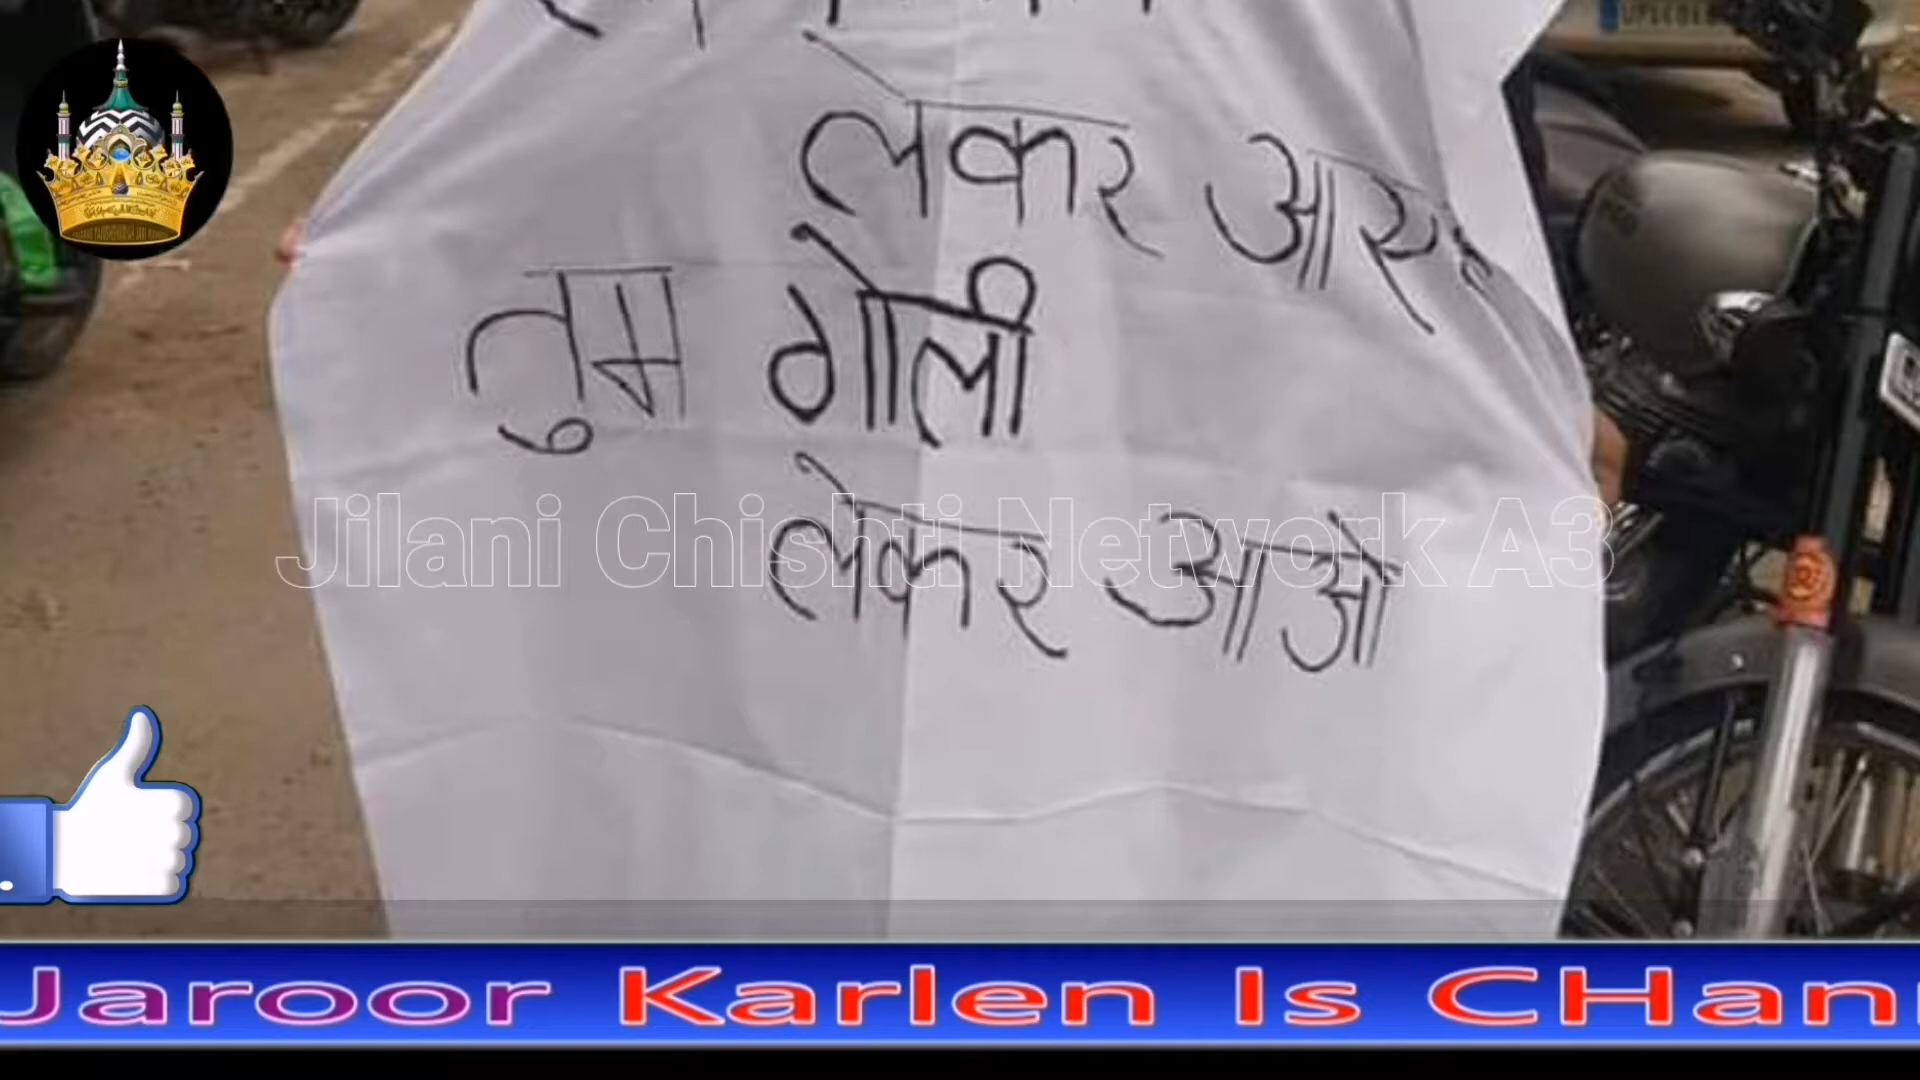 लेकर आए
तुम गोली
लेकर आओ
Jilani Chishti Network A3
Jaroor Karlen Is CHan